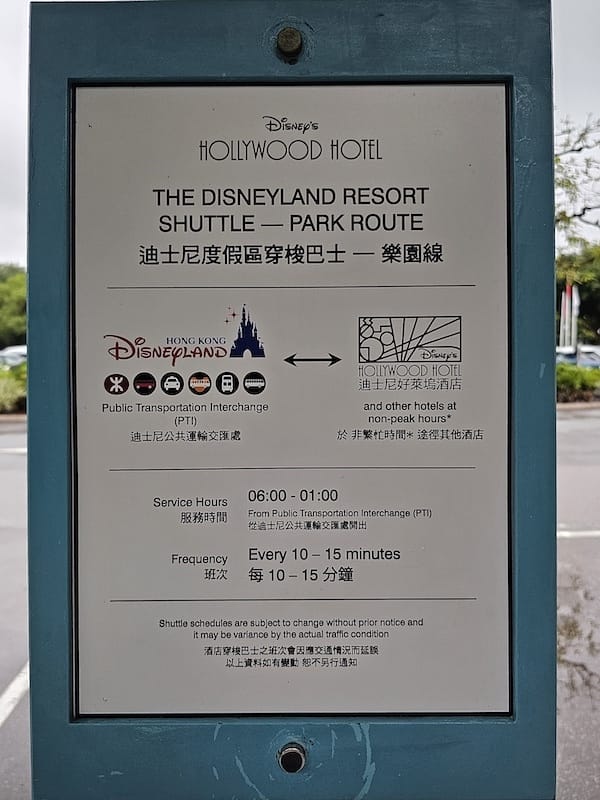 Disney's
HOLLYWOOD HOTEL
THE DISNEYLAND RESORT
SHUTTLE — PARK ROUTE
迪士尼度假區穿梭巴士 — 樂園線
HONG KONG
DISNEYLAND
Public Transportation Interchange
(PTI)
迪士尼公共運輸交匯處
Disney's
HOLLYWOOD HOTEL
迪士尼好萊塢酒店
and other hotels at
non-peak hours*
於 非繁忙時間* 途徑其他酒店
Service Hours 06:00 - 01:00
服務時間 From Public Transportation Interchange (PTI)
從迪士尼公共運輸交匯處開出
Frequency Every 10 – 15 minutes
班次 每 10 – 15 分鐘
Shuttle schedules are subject to change without prior notice and
it may be variance by the actual traffic condition
酒店穿梭巴士之班次會因應交通情況而延誤
以上資料如有變動 恕不另行通知